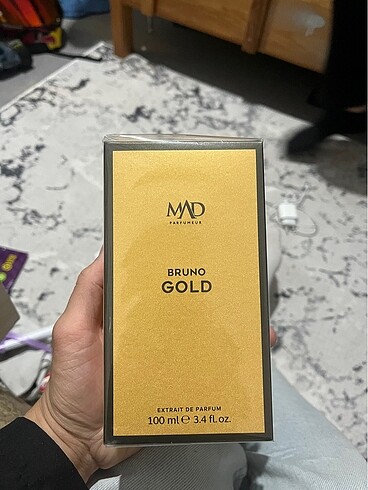 MAD
PARFUMEUR
BRUNO
GOLD
EXTRAIT DE PARFUM
100 ml ℮ 3.4 fl.oz.